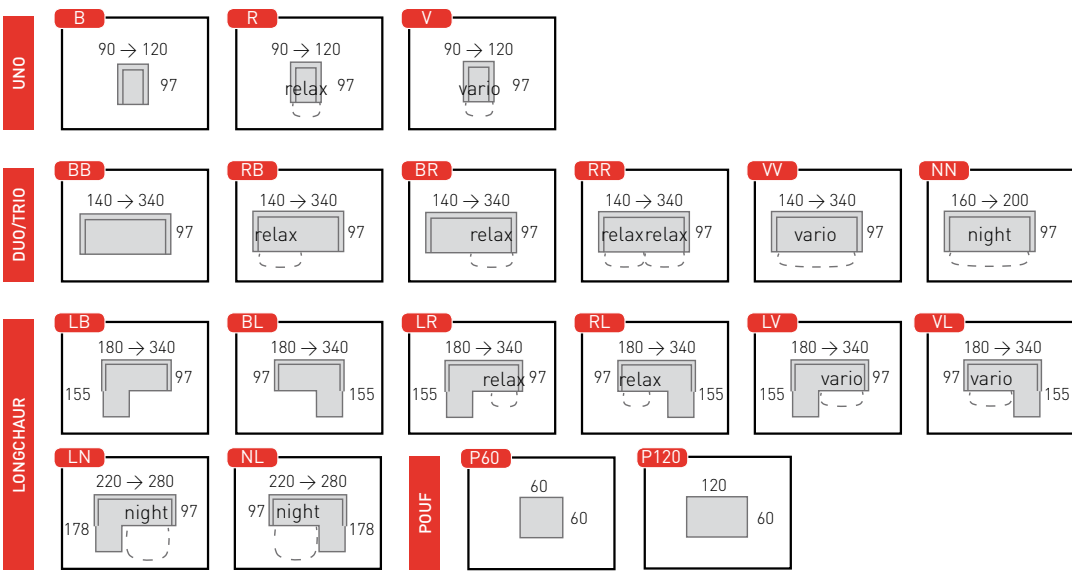 UNO
B
90 → 120
97
R
90 → 120
relax 97
V
90 → 120
vario 97
DUO/TRIO
BB
140 → 340
97
RB
140 → 340
relax 97
BR
140 → 340
relax 97
RR
140 → 340
relaxrelax 97
VV
140 → 340
vario 97
NN
160 → 200
night 97
LONGCHAUR
LB
180 → 340
155 97
BL
180 → 340
97 155
LR
180 → 340
relax 97
155
RL
180 → 340
97 relax
155
LV
180 → 340
vario 97
155
VL
180 → 340
97 vario
155
LN
220 → 280
night 97
178
NL
220 → 280
97 night
178
POUF
P60
60
60
P120
120
60